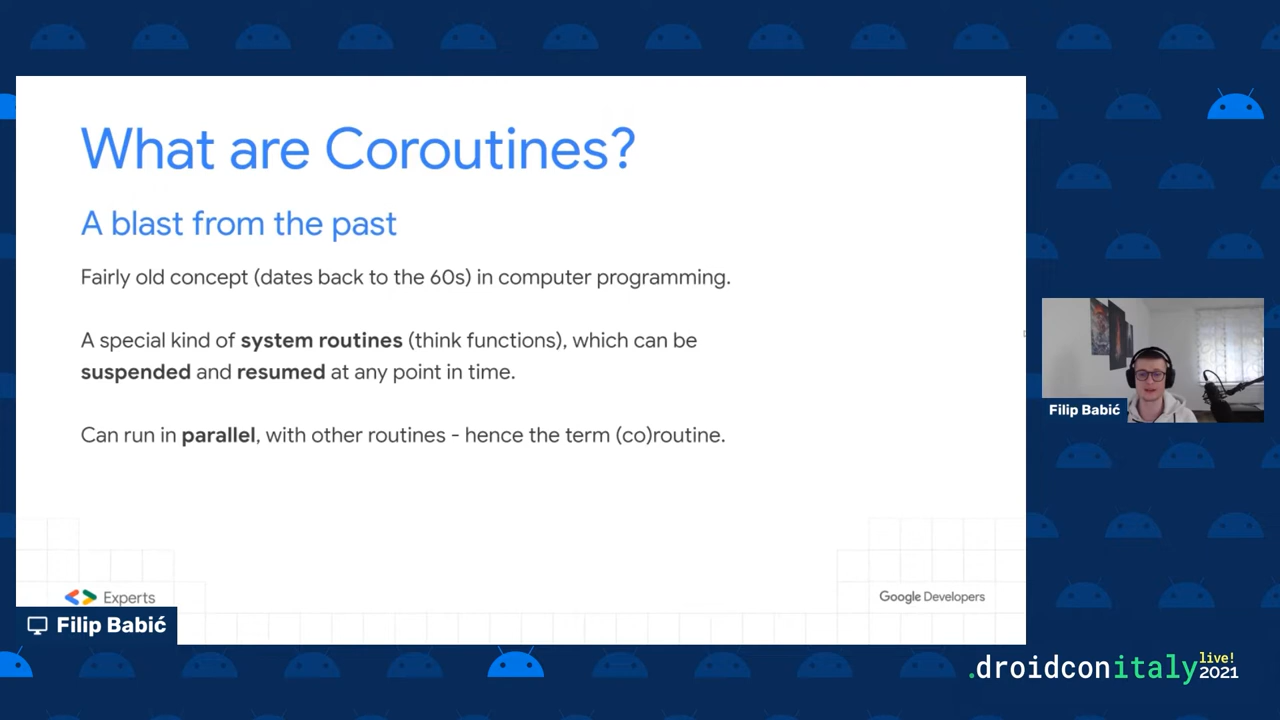 What are Coroutines?
A blast from the past
Fairly old concept (dates back to the 60s) in computer programming.
A special kind of system routines (think functions), which can be
suspended and resumed at any point in time.
Can run in parallel, with other routines - hence the term (co)routine.
Experts
Google Developers
Filip Babić
Filip Babić
.droidconitaly live! 2021